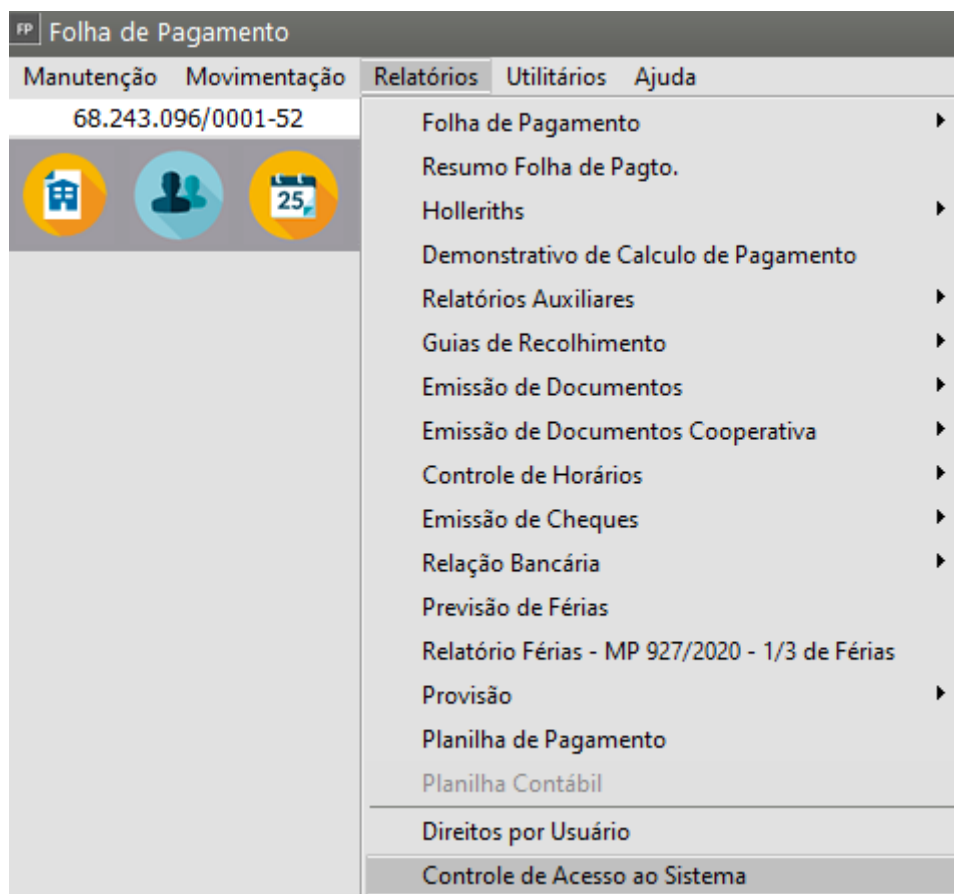 FP Folha de Pagamento
Manutenção Movimentação Relatórios Utilitários Ajuda
68.243.096/0001-52
25
Folha de Pagamento
Resumo Folha de Pagto.
Holleriths
Demonstrativo de Calculo de Pagamento
Relatórios Auxiliares
Guias de Recolhimento
Emissão de Documentos
Emissão de Documentos Cooperativa
Controle de Horários
Emissão de Cheques
Relação Bancária
Previsão de Férias
Relatório Férias - MP 927/2020 - 1/3 de Férias
Provisão
Planilha de Pagamento
Planilha Contábil
Direitos por Usuário
Controle de Acesso ao Sistema